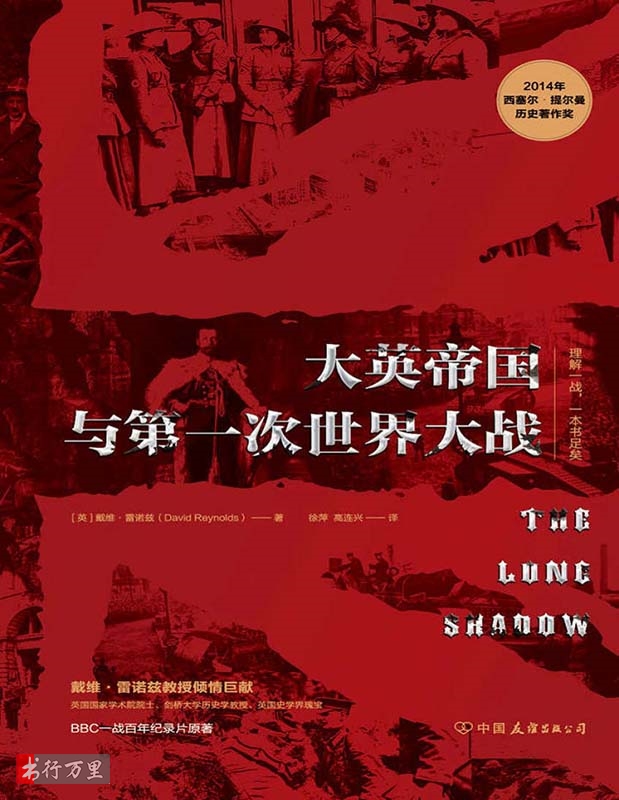 2014年
西塞尔·提尔曼
历史著作奖
大英帝国
与第一次世界大战
理解一战，一本书足矣
[英]戴维·雷诺兹（David Reynolds）——著 徐萍 高连兴——译
THE
LONG
SHADOW
戴维·雷诺兹教授倾情巨献
英国国家学术院院士、剑桥大学历史学教授、英国史学界瑰宝
BBC一战百年纪录片原著
中国友谊出版公司
书行万里